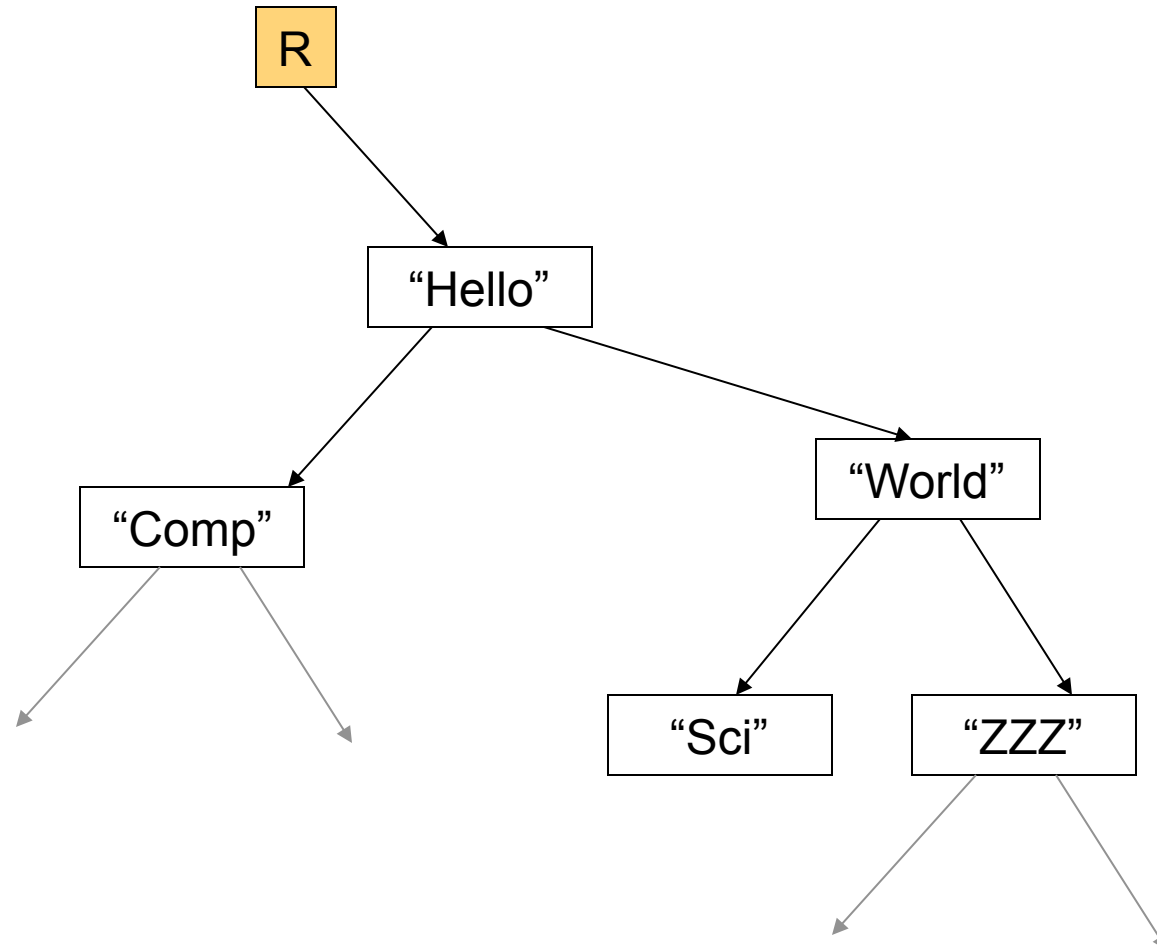 R
“Hello”
“World”
“Comp”
“Sci”
“ZZZ”